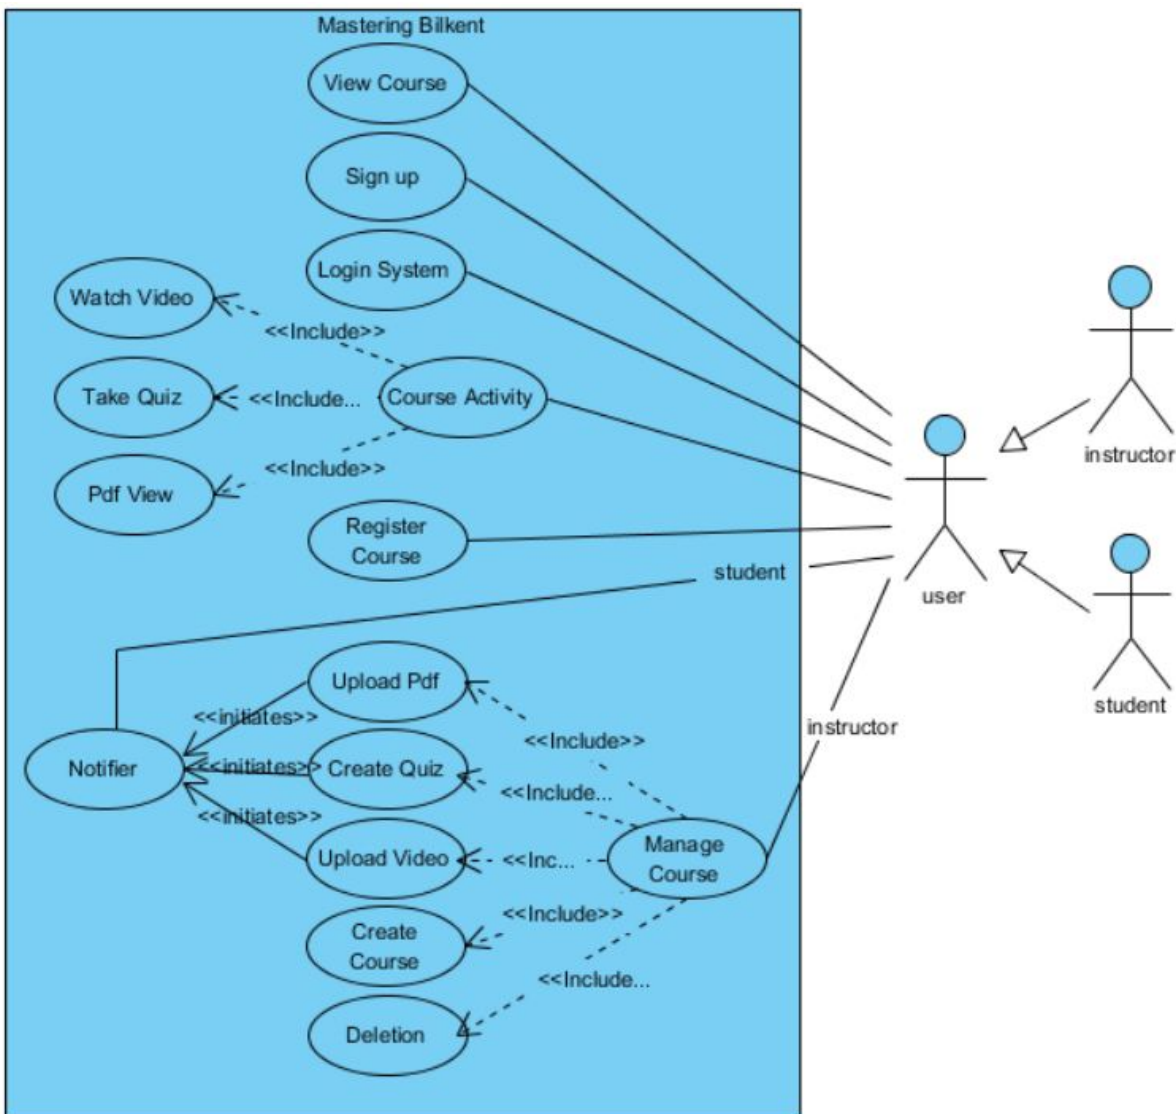 Mastering Bilkent
View Course
Sign up
Login System
Watch Video
<<Include>>
Take Quiz
<<Include...
Course Activity
<<Include>>
Pdf View
Register
Course
student
user
instructor
student
Upload Pdf
<<initiates>>
<<Include>>
instructor
Notifier
<<initiates>>
Create Quiz
<<Include...
<<initiates>>
Upload Video
<<Inc...
Manage
Course
<<Include>>
Create
Course
<<Include...
Deletion